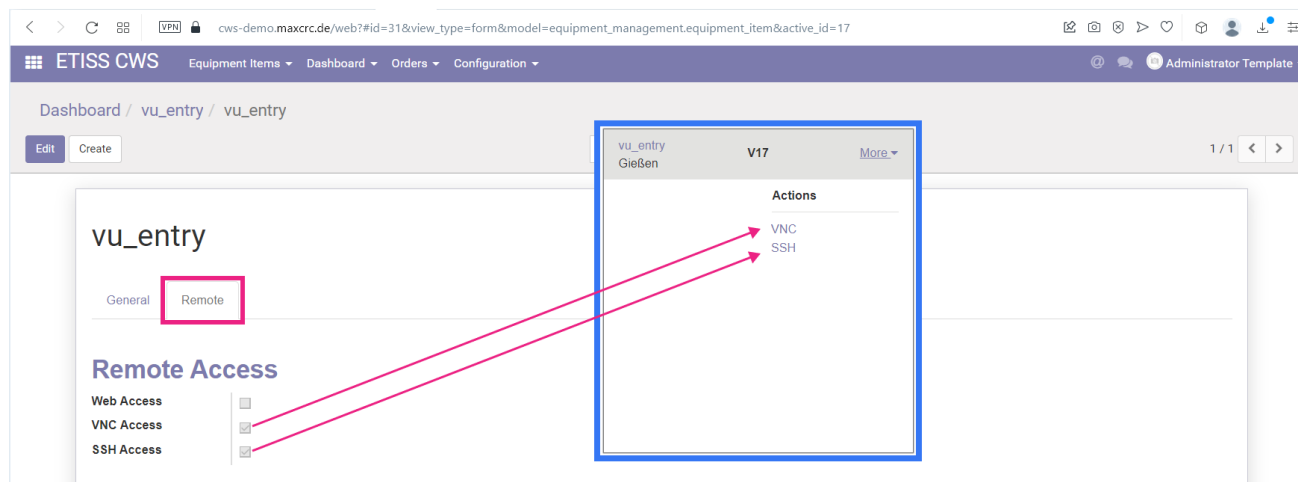 VPN cws-demo.maxcrc.de/web?#id=31&view_type=form&model=equipment_management.equipment_item&active_id=17
ETISS CWS Equipment Items Dashboard Orders Configuration @ Administrator Template
Dashboard / vu_entry / vu_entry
Edit Create 1 / 1
vu_entry
Gießen V17 More
Actions
VNC
SSH
vu_entry
General Remote
Remote Access
Web Access
VNC Access
SSH Access